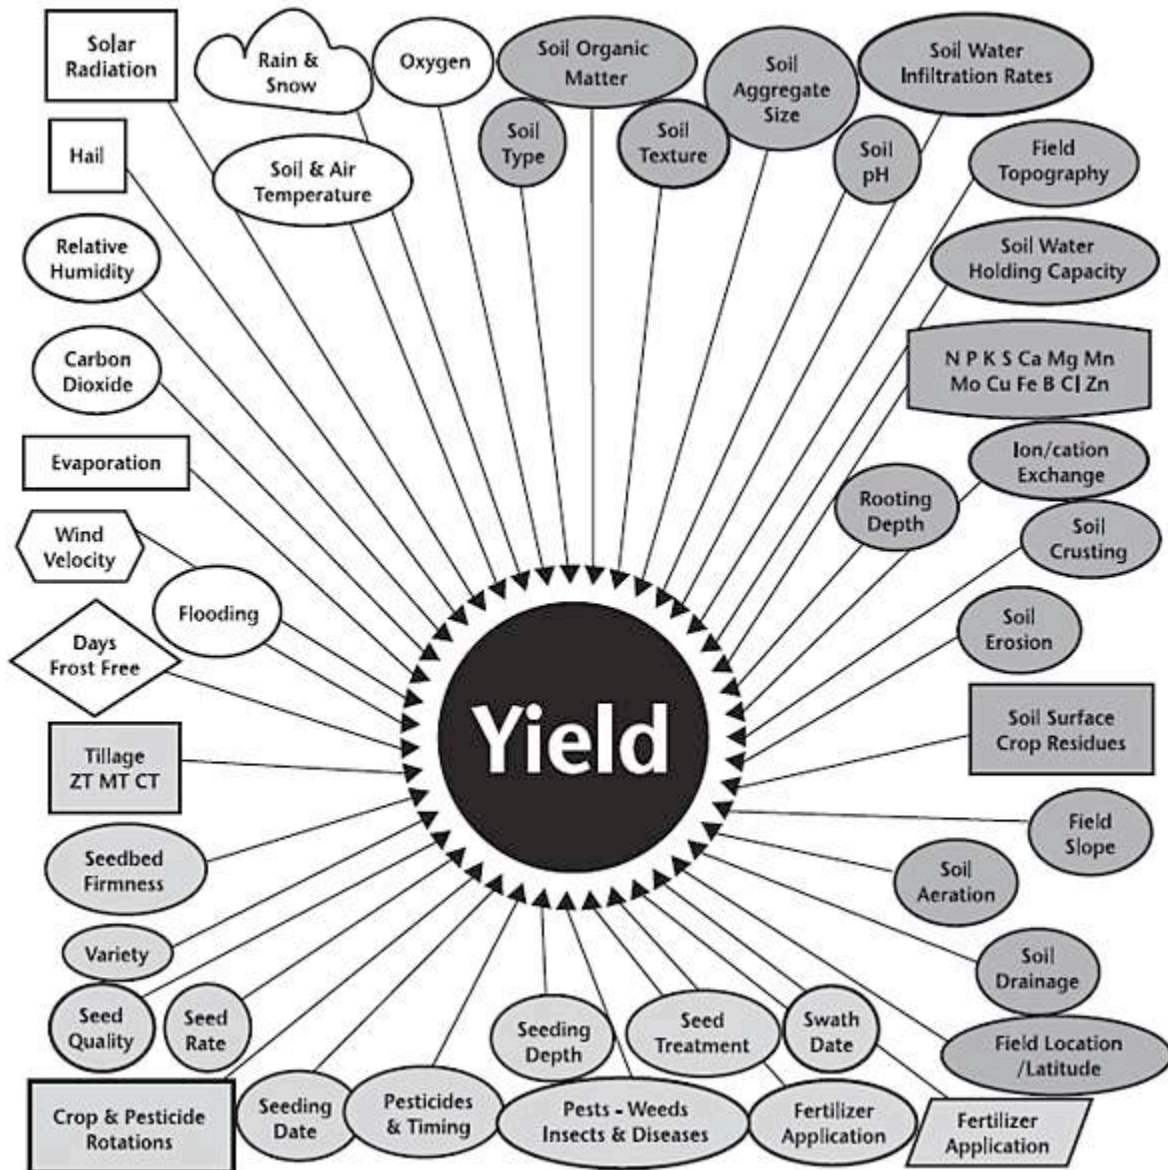 Solar
Radiation
Rain &
Snow
Oxygen
Soil Organic
Matter
Soil
Aggregate
Size
Soil Water
Infiltration Rates
Hail
Soil & Air
Temperature
Soil
Type
Soil
Texture
Soil
pH
Field
Topography
Relative
Humidity
Soil Water
Holding Capacity
Carbon
Dioxide
N P K S Ca Mg Mn
Mo Cu Fe B Cl Zn
Evaporation
Ion/cation
Exchange
Rooting
Depth
Wind
Velocity
Soil
Crusting
Flooding
Days
Frost Free
Soil
Erosion
Yield
Soil Surface
Crop Residues
Tillage
ZT MT CT
Field
Slope
Seedbed
Firmness
Soil
Aeration
Variety
Soil
Drainage
Seed
Quality
Seed
Rate
Seeding
Depth
Seed
Treatment
Swath
Date
Field Location
/Latitude
Crop & Pesticide
Rotations
Seeding
Date
Pesticides
& Timing
Pests - Weeds
Insects & Diseases
Fertilizer
Application
Fertilizer
Application